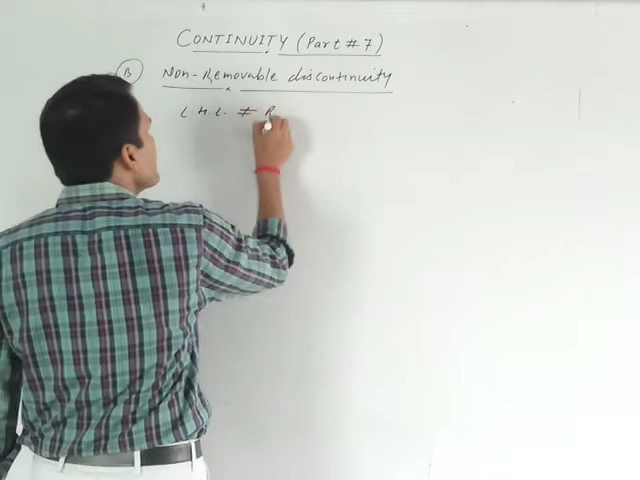 CONTINUITY (Part # 7)
B Non-Removable discontinuity
L H L. ≠ R